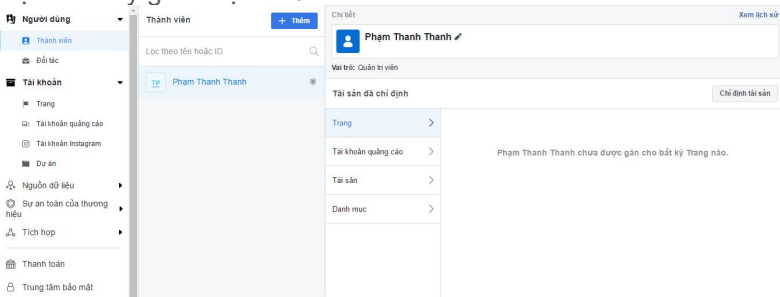 Người dùng
Thành viên
Đối tác
Tài khoản
Trang
Tài khoản quảng cáo
Tài khoản Instagram
Dự án
Nguồn dữ liệu
Sự an toàn của thương
hiệu
Tích hợp
Thanh toán
Trung tâm bảo mật
Thành viên
+ Thêm
Lọc theo tên hoặc ID
TP Phạm Thanh Thanh
Chi tiết
Xem lịch sử
Phạm Thanh Thanh
Vai trò: Quản trị viên
Tài sản đã chỉ định
Chỉ định tài sản
Trang
Tài khoản quảng cáo
Tài sản
Danh mục
Phạm Thanh Thanh chưa được gán cho bất kỳ Trang nào.